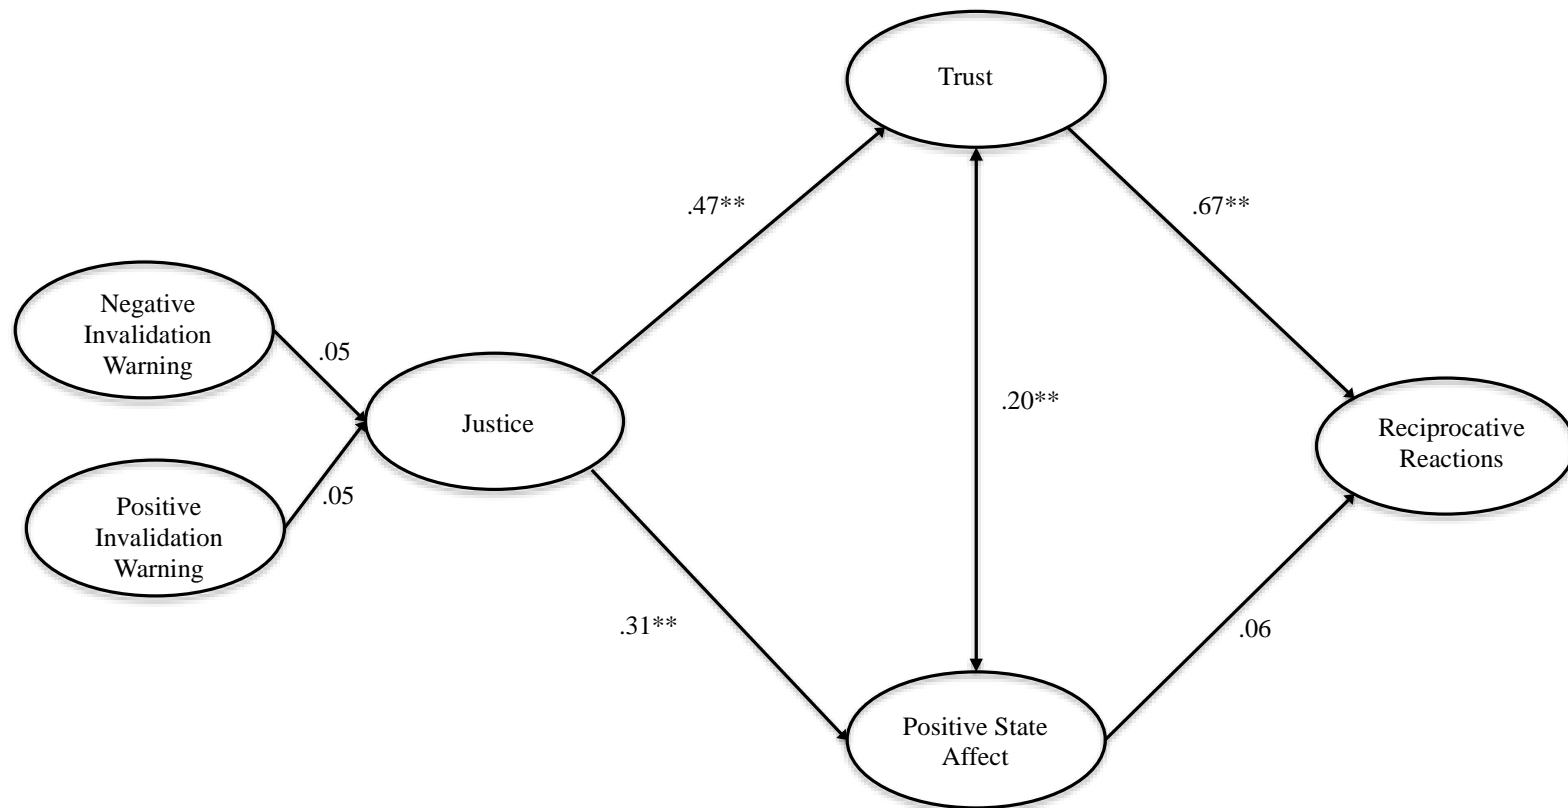 Trust
.47**
.67**
Negative
Invalidation
Warning
.05
Justice
.20**
Reciprocative
Reactions
Positive
Invalidation
Warning
.05
.31**
.06
Positive State
Affect